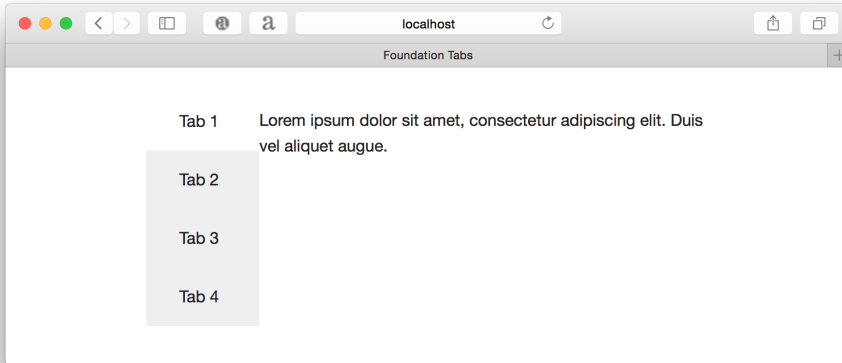 a a localhost
Foundation Tabs
Tab 1 Lorem ipsum dolor sit amet, consectetur adipiscing elit. Duis
vel aliquet augue.
Tab 2
Tab 3
Tab 4